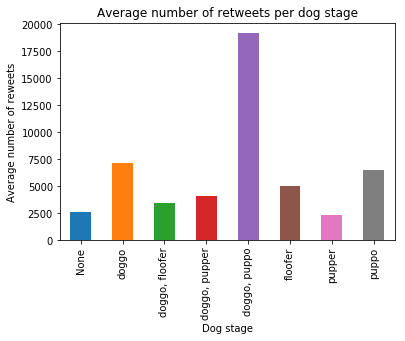 Average number of retweets per dog stage
Average number of reweets
20000
17500
15000
12500
10000
7500
5000
2500
0
None
doggo
doggo, floofer
doggo, pupper
doggo, puppo
floofer
pupper
puppo
Dog stage